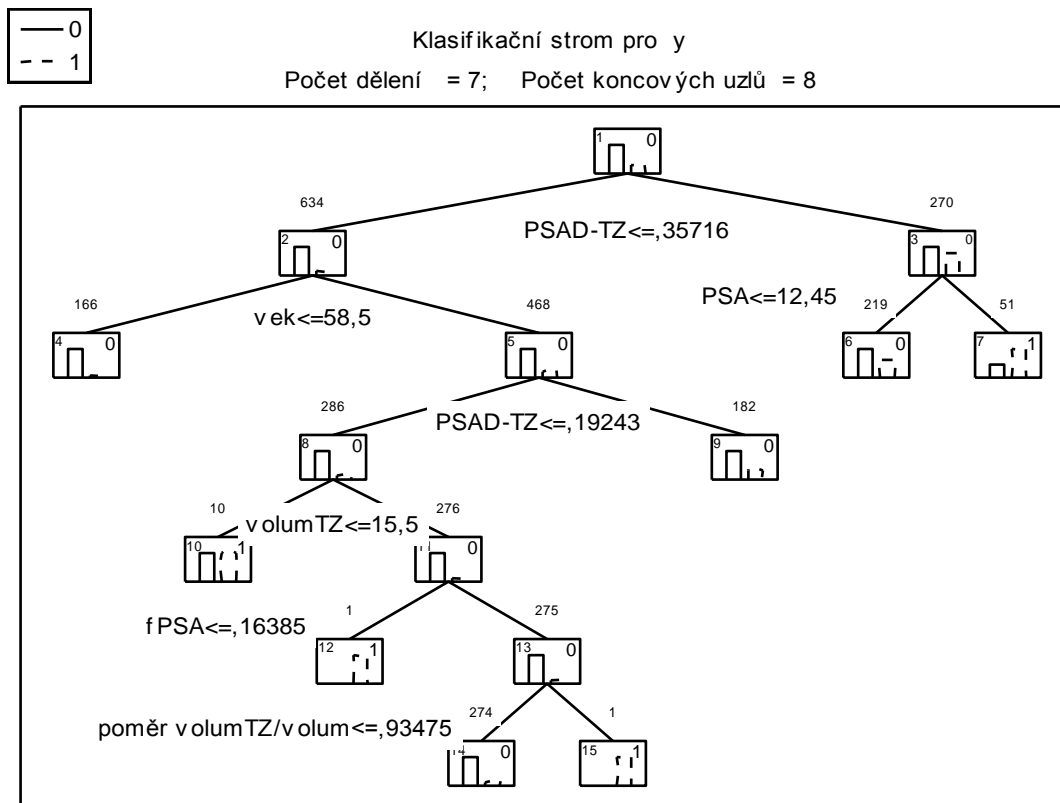 0
1
Klasifikační strom pro y
Počet dělení = 7; Počet koncových uzlů = 8
1 0
634 270
PSAD-TZ<=,35716
2 0
3 0
166 468
vek<=58,5
PSA<=12,45
219 51
4 0
5 0
6 0
7 1
286 182
PSAD-TZ<=,19243
8 0
9 0
10 276
volumTZ<=15,5
10 1
0
1 275
fPSA<=,16385
12 1
13 0
274 1
poměr volumTZ/volum<=,93475
0
15 1